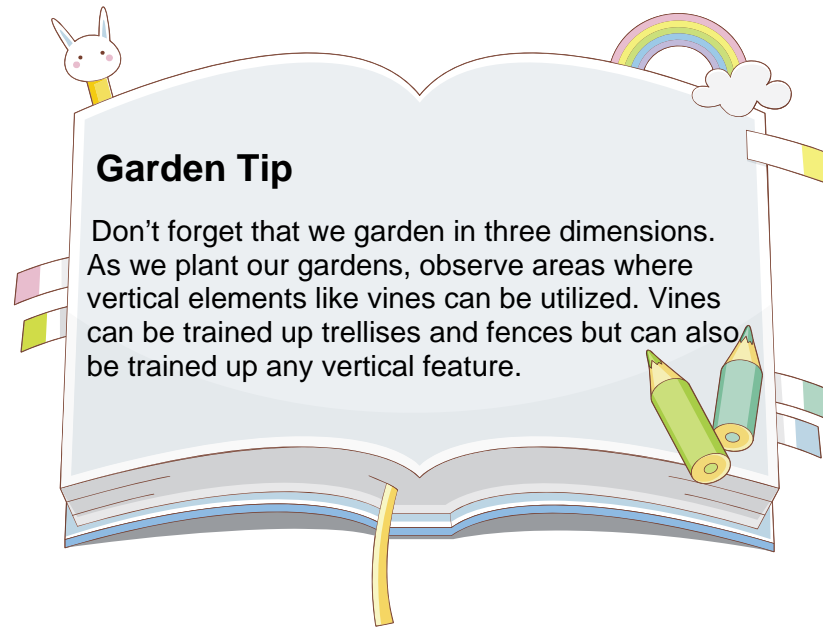 Garden Tip
Don’t forget that we garden in three dimensions.
As we plant our gardens, observe areas where
vertical elements like vines can be utilized. Vines
can be trained up trellises and fences but can also
be trained up any vertical feature.